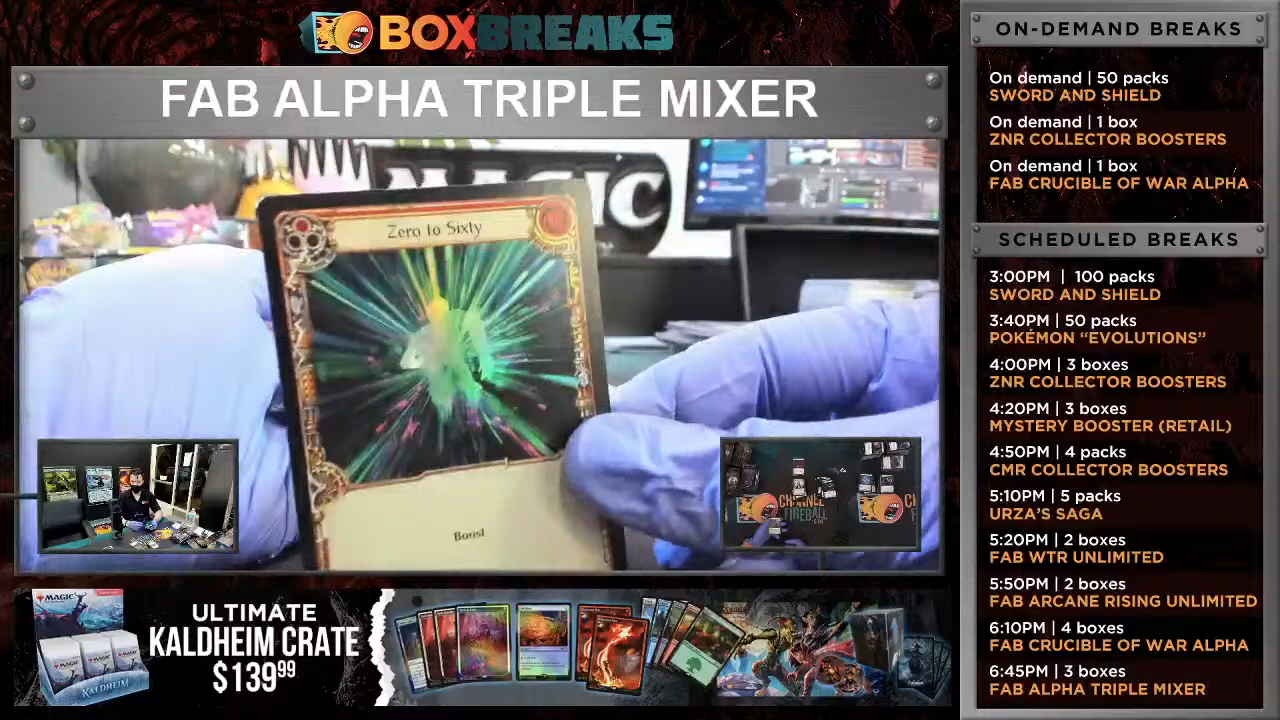 BOXBREAKS
FAB ALPHA TRIPLE MIXER
MAGIC
Zero to Sixty
Boost
CHANNEL
FIREBALL
ULTIMATE
KALDHEIM CRATE
$139.99
MAGIC
KALDHEIM
ON-DEMAND BREAKS
On demand | 50 packs
SWORD AND SHIELD
On demand | 1 box
ZNR COLLECTOR BOOSTERS
On demand | 1 box
FAB CRUCIBLE OF WAR ALPHA
SCHEDULED BREAKS
3:00PM | 100 packs
SWORD AND SHIELD
3:40PM | 50 packs
POKÉMON “EVOLUTIONS”
4:00PM | 3 boxes
ZNR COLLECTOR BOOSTERS
4:20PM | 3 boxes
MYSTERY BOOSTER (RETAIL)
4:50PM | 4 packs
CMR COLLECTOR BOOSTERS
5:10PM | 5 packs
URZA’S SAGA
5:20PM | 2 boxes
FAB WTR UNLIMITED
5:50PM | 2 boxes
FAB ARCANE RISING UNLIMITED
6:10PM | 4 boxes
FAB CRUCIBLE OF WAR ALPHA
6:45PM | 3 boxes
FAB ALPHA TRIPLE MIXER